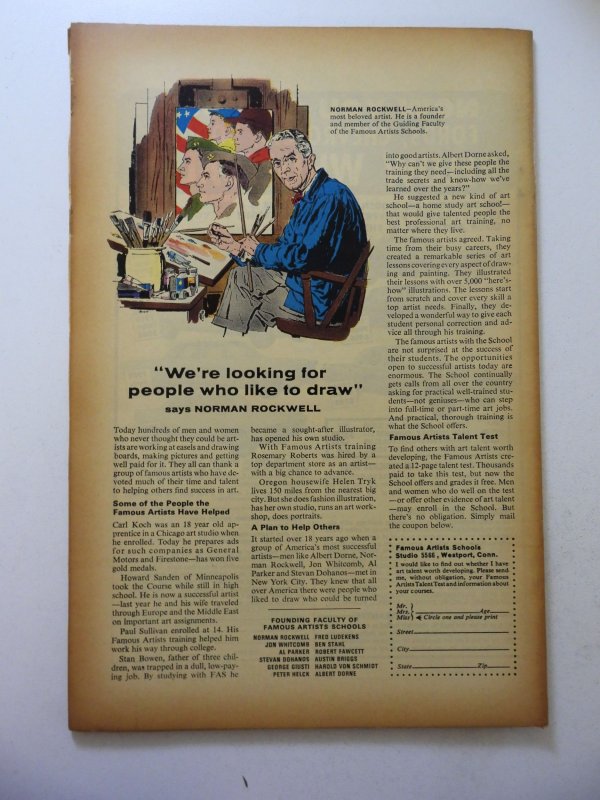 NORMAN ROCKWELL—America's
most beloved artist. He is a founder
and member of the Guiding Faculty
of the Famous Artists Schools.
"We're looking for
people who like to draw"
says NORMAN ROCKWELL
Today hundreds of men and women
who never thought they could be art-
ists are working at easels and drawing
boards, making pictures and getting
well paid for it. They all can thank a
group of famous artists who have de-
voted much of their time and talent
to helping others find success in art.
Some of the People the
Famous Artists Have Helped
Carl Koch was an 18 year old ap-
prentice in a Chicago art studio when
he enrolled. Today he prepares ads
for such companies as General
Motors and Firestone—has won five
gold medals.
Howard Sanden of Minneapolis
took the Course while still in high
school. He is now a successful artist
—last year he and his wife traveled
through Europe and the Middle East
on Important art assignments.
Paul Sullivan enrolled at 14. His
Famous Artists training helped him
work his way through college.
Stan Bowen, father of three chil-
dren, was trapped in a dull, low-pay-
ing job. By studying with FAS he
became a sought-after illustrator,
has opened his own studio.
With Famous Artists training
Rosemary Roberts was hired by a
top department store as an artist—
with a big chance to advance.
Oregon housewife Helen Tryk
lives 150 miles from the nearest big
city. But she does fashion illustration,
has her own studio, runs an art work-
shop, does portraits.
A Plan to Help Others
It started over 18 years ago when a
group of America's most successful
artists—men like Albert Dorne, Nor-
man Rockwell, Jon Whitcomb, Al
Parker and Stevan Dohanos—met in
New York City. They knew that all
over America there were people who
liked to draw who could be turned
FOUNDING FACULTY OF
FAMOUS ARTISTS SCHOOLS
NORMAN ROCKWELL FRED LUDEKENS
JON WHITCOMB BEN STAHL
AL PARKER ROBERT FAWCETT
STEVAN DOHANOS AUSTIN BRIGGS
GEORGE GIUSTI HAROLD VON SCHMIDT
PETER HELCK ALBERT DORNE
into good artists. Albert Dorne asked,
"Why can't we give these people the
training they need—including all the
trade secrets and know-how we've
learned over the years?"
He suggested a new kind of art
school—a home study art school—
that would give talented people the
best professional art training, no
matter where they live.
The famous artists agreed. Taking
time from their busy careers, they
created a remarkable series of art
lessons covering every aspect of draw-
ing and painting. They illustrated
their lessons with over 5,000 "here's-
how" illustrations. The lessons start
from scratch and cover every skill a
top artist needs. Finally, they de-
veloped a wonderful way to give each
student personal correction and ad-
vice all through his training.
The famous artists with the School
are not surprised at the success of
their students. The opportunities
open to successful artists today are
enormous. The School continually
gets calls from all over the country
asking for practical well-trained stu-
dents—not geniuses—who can step
into full-time or part-time art jobs.
And practical, thorough training is
what the School offers.
Famous Artists Talent Test
To find others with art talent worth
developing, the Famous Artists cre-
ated a 12-page talent test. Thousands
paid to take this test, but now the
School offers and grades it free. Men
and women who do well on the test
—or offer other evidence of art talent
—may enroll in the School. But
there's no obligation. Simply mail
the coupon below.
Famous Artists Schools
Studio 5565, Westport, Conn.
I would like to find out whether I have
art talent worth developing. Please send
me, without obligation, your Famous
Artists Talent Test and information about
your courses.
Mr.
Mrs. Age
Miss Circle one and please print
Street
City
State Zip